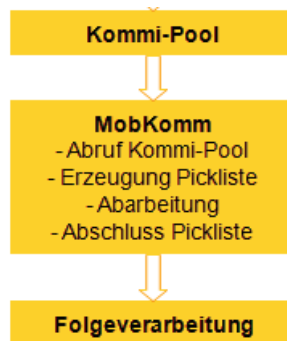 Kommi-Pool
MobKomm
- Abruf Kommi-Pool
- Erzeugung Pickliste
- Abarbeitung
- Abschluss Pickliste
Folgeverarbeitung